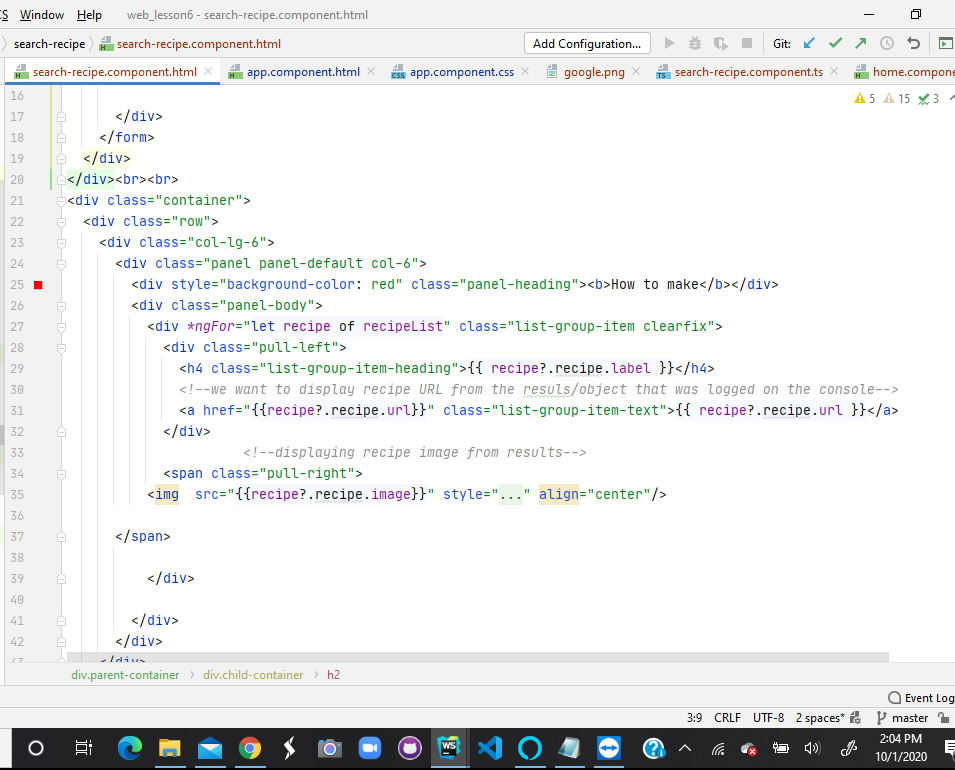 Window Help web_lesson6 - search-recipe.component.html
search-recipe search-recipe.component.html Add Configuration... Git:
search-recipe.component.html app.component.html app.component.css google.png search-recipe.component.ts home.compone
16 5 15 3
17 </div>
18 </form>
19 </div>
20 </div><br><br>
21 <div class="container">
22 <div class="row">
23 <div class="col-lg-6">
24 <div class="panel panel-default col-6">
25 <div style="background-color: red" class="panel-heading"><b>How to make</b></div>
26 <div class="panel-body">
27 <div *ngFor="let recipe of recipeList" class="list-group-item clearfix">
28 <div class="pull-left">
29 <h4 class="list-group-item-heading">{{ recipe?.recipe.label }}</h4>
30 <!--we want to display recipe URL from the resuls/object that was logged on the console-->
31 <a href="{{recipe?.recipe.url}}" class="list-group-item-text">{{ recipe?.recipe.url }}</a>
32 </div>
33 <!--displaying recipe image from results-->
34 <span class="pull-right">
35 <img src="{{recipe?.recipe.image}}" style="..." align="center"/>
36
37 </span>
38
39 </div>
40
41 </div>
42 </div>
div.parent-container div.child-container h2
Event Log
3:9 CRLF UTF-8 2 spaces* master
WS
2:04 PM
10/1/2020